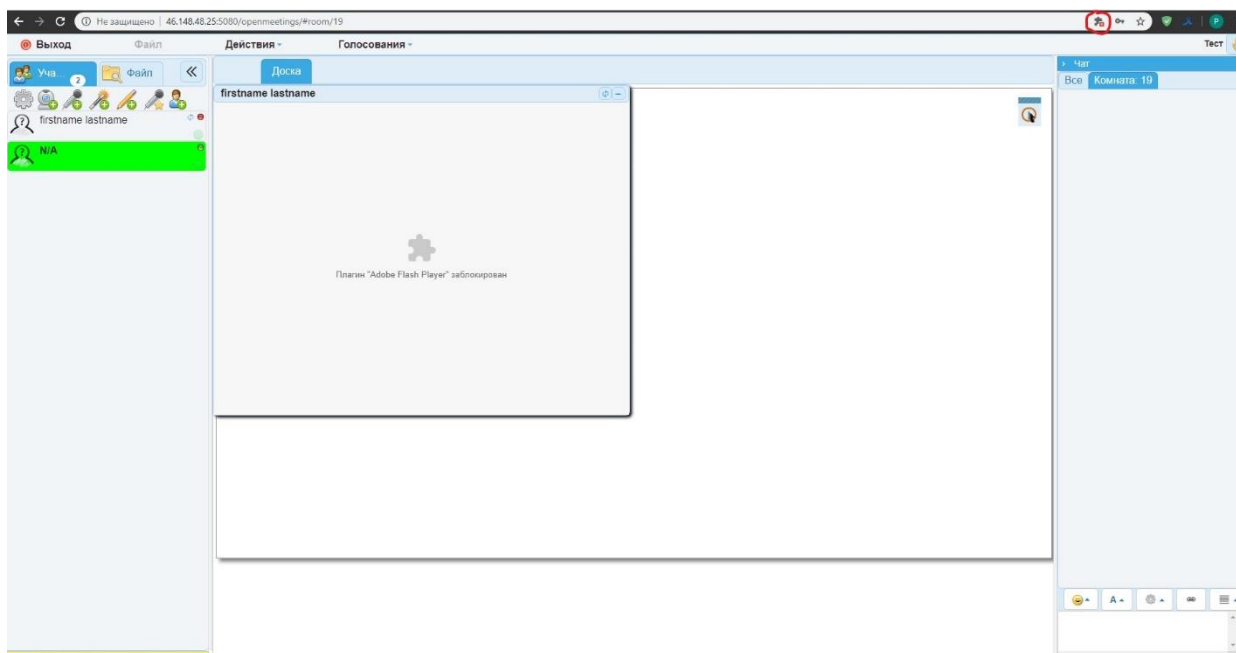 Не защищено | 46.148.48.25:5080/openmeetings/#room/19
P
Выход Файл Действия Голосования Тест
Уча... 2 Файл Доска Чат
Все Комната: 19
firstname lastname
firstname lastname
N/A
Плагин "Adobe Flash Player" заблокирован
A